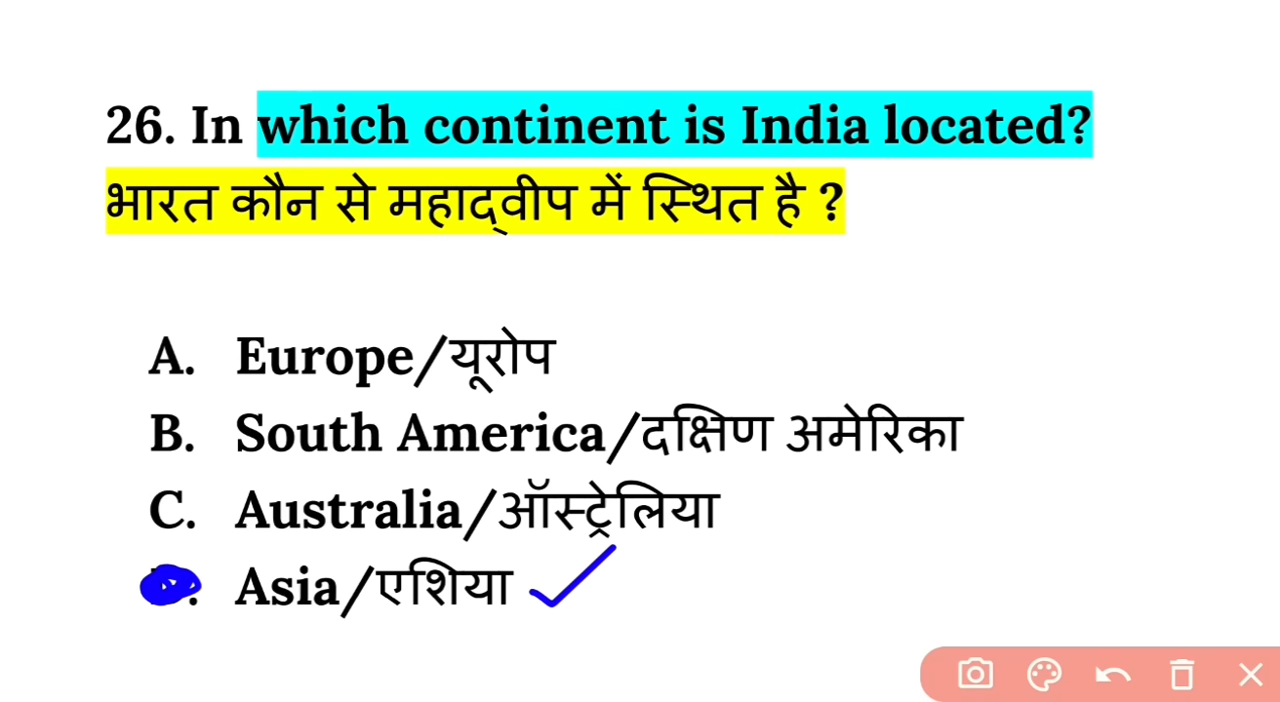 26. In which continent is India located?
भारत कौन से महाद्वीप में स्थित है ?
A. Europe/यूरोप
B. South America/दक्षिण अमेरिका
C. Australia/ऑस्ट्रेलिया
Asia/एशिया